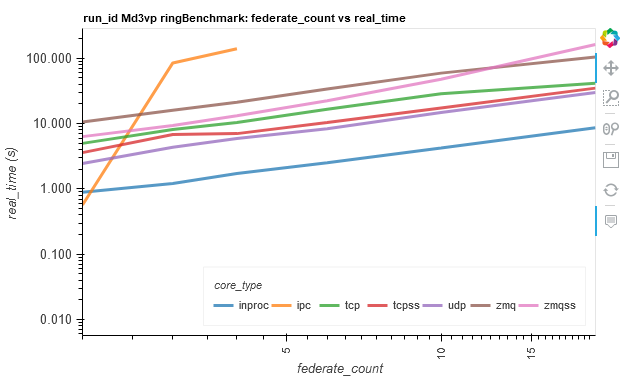 run_id Md3vp ringBenchmark: federate_count vs real_time
real_time (s)
100.000
10.000
1.000
0.100
0.010
core_type
inproc ipc tcp tcpss udp zmq zmqss
5 10 15
federate_count